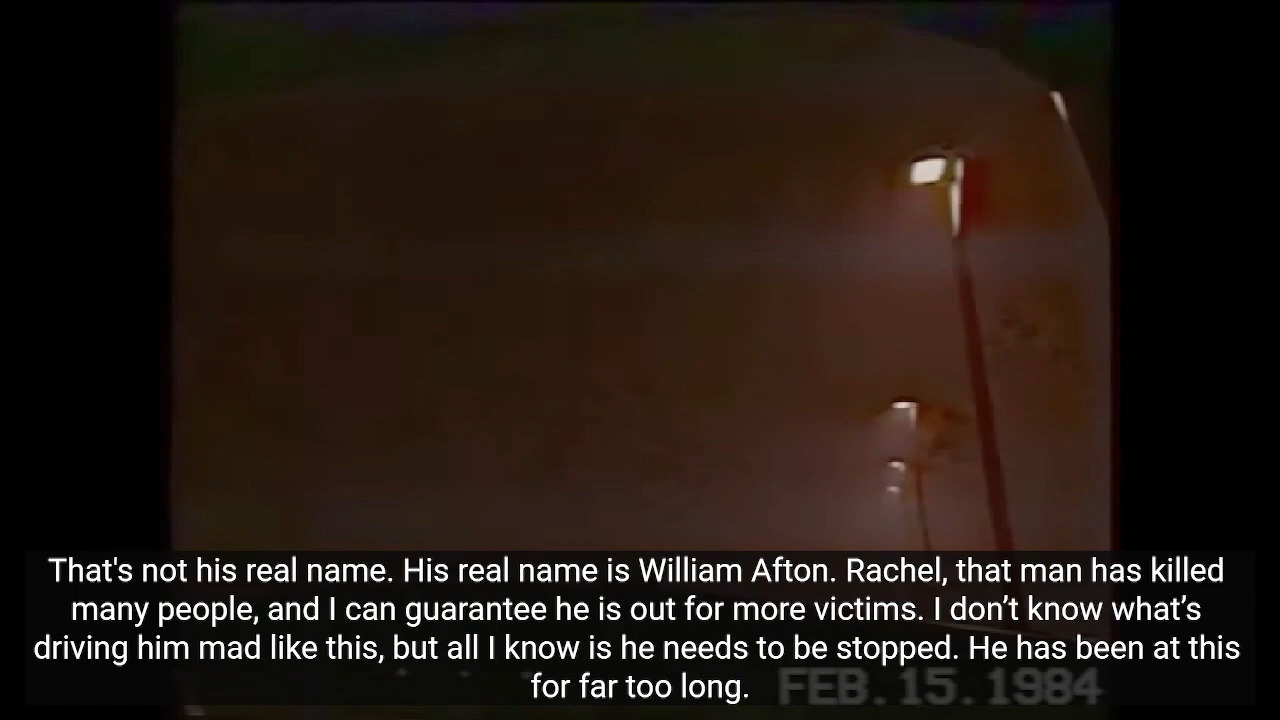 That's not his real name. His real name is William Afton. Rachel, that man has killed
many people, and I can guarantee he is out for more victims. I don’t know what’s
driving him mad like this, but all I know is he needs to be stopped. He has been at this
for far too long.
FEB. 15. 1984